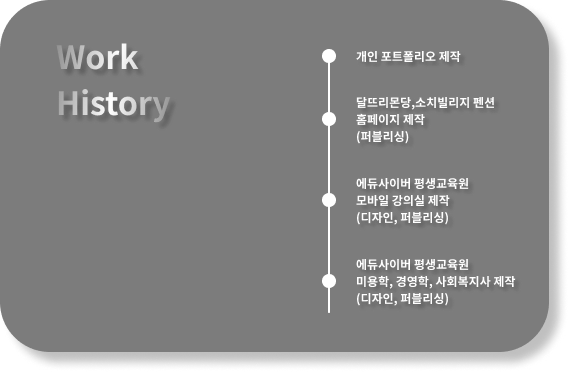 Work
History
개인 포트폴리오 제작
달뜨리몬당,소치빌리지 펜션
홈페이지 제작
(퍼블리싱)
에듀사이버 평생교육원
모바일 강의실 제작
(디자인, 퍼블리싱)
에듀사이버 평생교육원
미용학, 경영학, 사회복지사 제작
(디자인, 퍼블리싱)